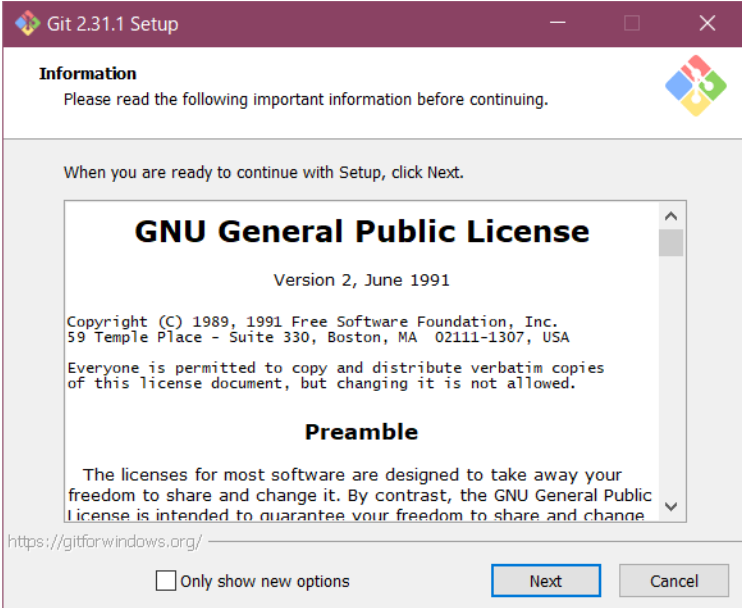 Git 2.31.1 Setup
Information
Please read the following important information before continuing.
When you are ready to continue with Setup, click Next.
GNU General Public License
Version 2, June 1991
Copyright (C) 1989, 1991 Free Software Foundation, Inc.
59 Temple Place - Suite 330, Boston, MA  02111-1307, USA
Everyone is permitted to copy and distribute verbatim copies
of this license document, but changing it is not allowed.
Preamble
The licenses for most software are designed to take away your
freedom to share and change it. By contrast, the GNU General Public
License is intended to guarantee your freedom to share and change
https://gitforwindows.org/
Only show new options
Next
Cancel